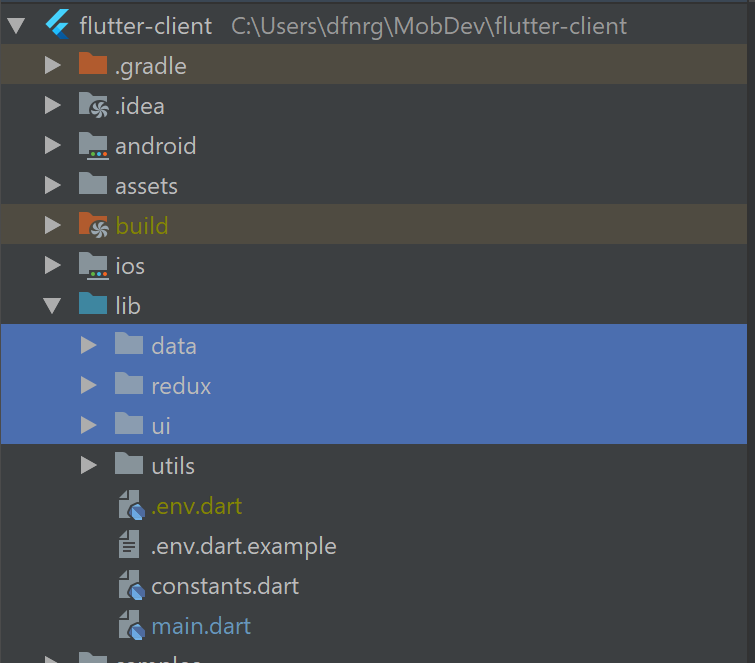 flutter-client C:\Users\dfnrg\MobDev\flutter-client
.gradle
.idea
android
assets
build
ios
lib
data
redux
ui
utils
.env.dart
.env.dart.example
constants.dart
main.dart